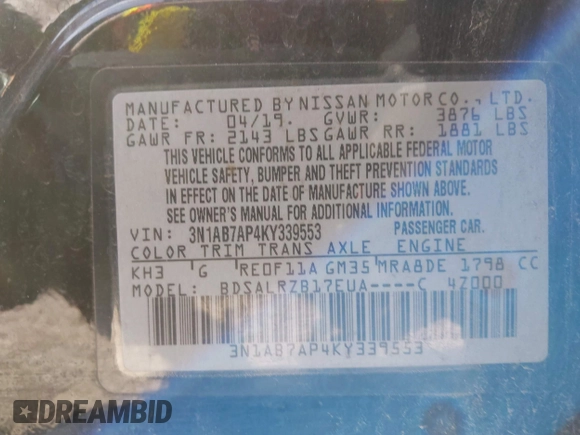 MANUFACTURED BY NISSAN MOTOR CO., LTD.
DATE: 04/19. GVWR: 3876 LBS
GAWR FR: 2143 LBS GAWR RR: 1881 LBS
THIS VEHICLE CONFORMS TO ALL APPLICABLE FEDERAL MOTOR
VEHICLE SAFETY, BUMPER AND THEFT PREVENTION STANDARDS
IN EFFECT ON THE DATE OF MANUFACTURE SHOWN ABOVE.
SEE OWNER'S MANUAL FOR ADDITIONAL INFORMATION.
VIN: 3N1AB7AP4KY339553 PASSENGER CAR.
COLOR TRIM TRANS AXLE ENGINE
KH3 G RE0F11A GM35 MRA8DE 1798 CC
MODEL: BDSALRZB17EUA----C 4Z000
3N1AB7AP4KY339553
DREAMBID